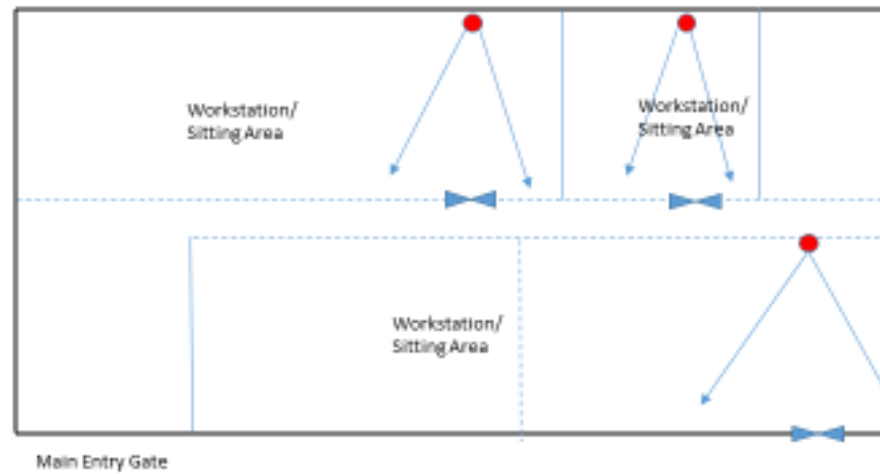 Workstation/
Sitting Area
Workstation/
Sitting Area
Workstation/
Sitting Area
Main Entry Gate